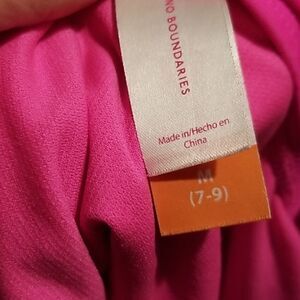 NO BOUNDARIES
Made in/Hecho en
China
M
(7-9)